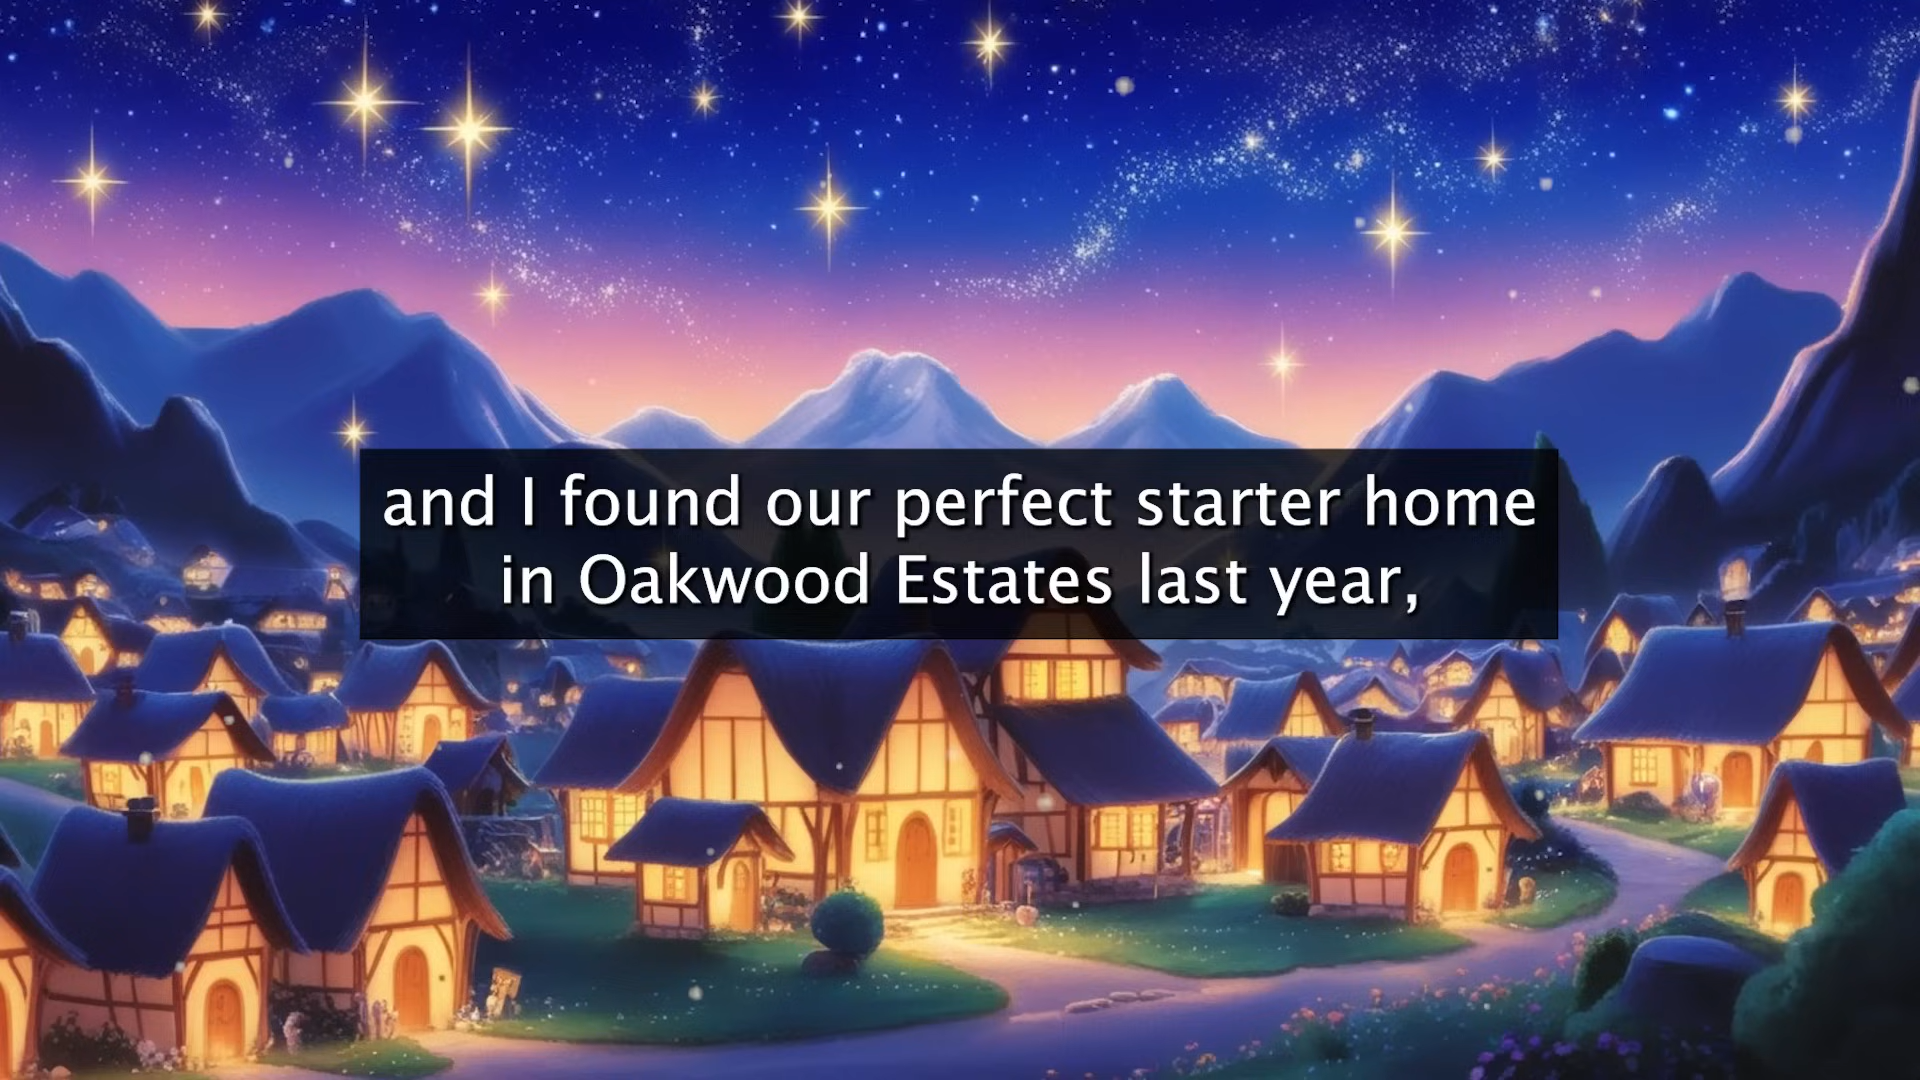 and I found our perfect starter home
in Oakwood Estates last year,